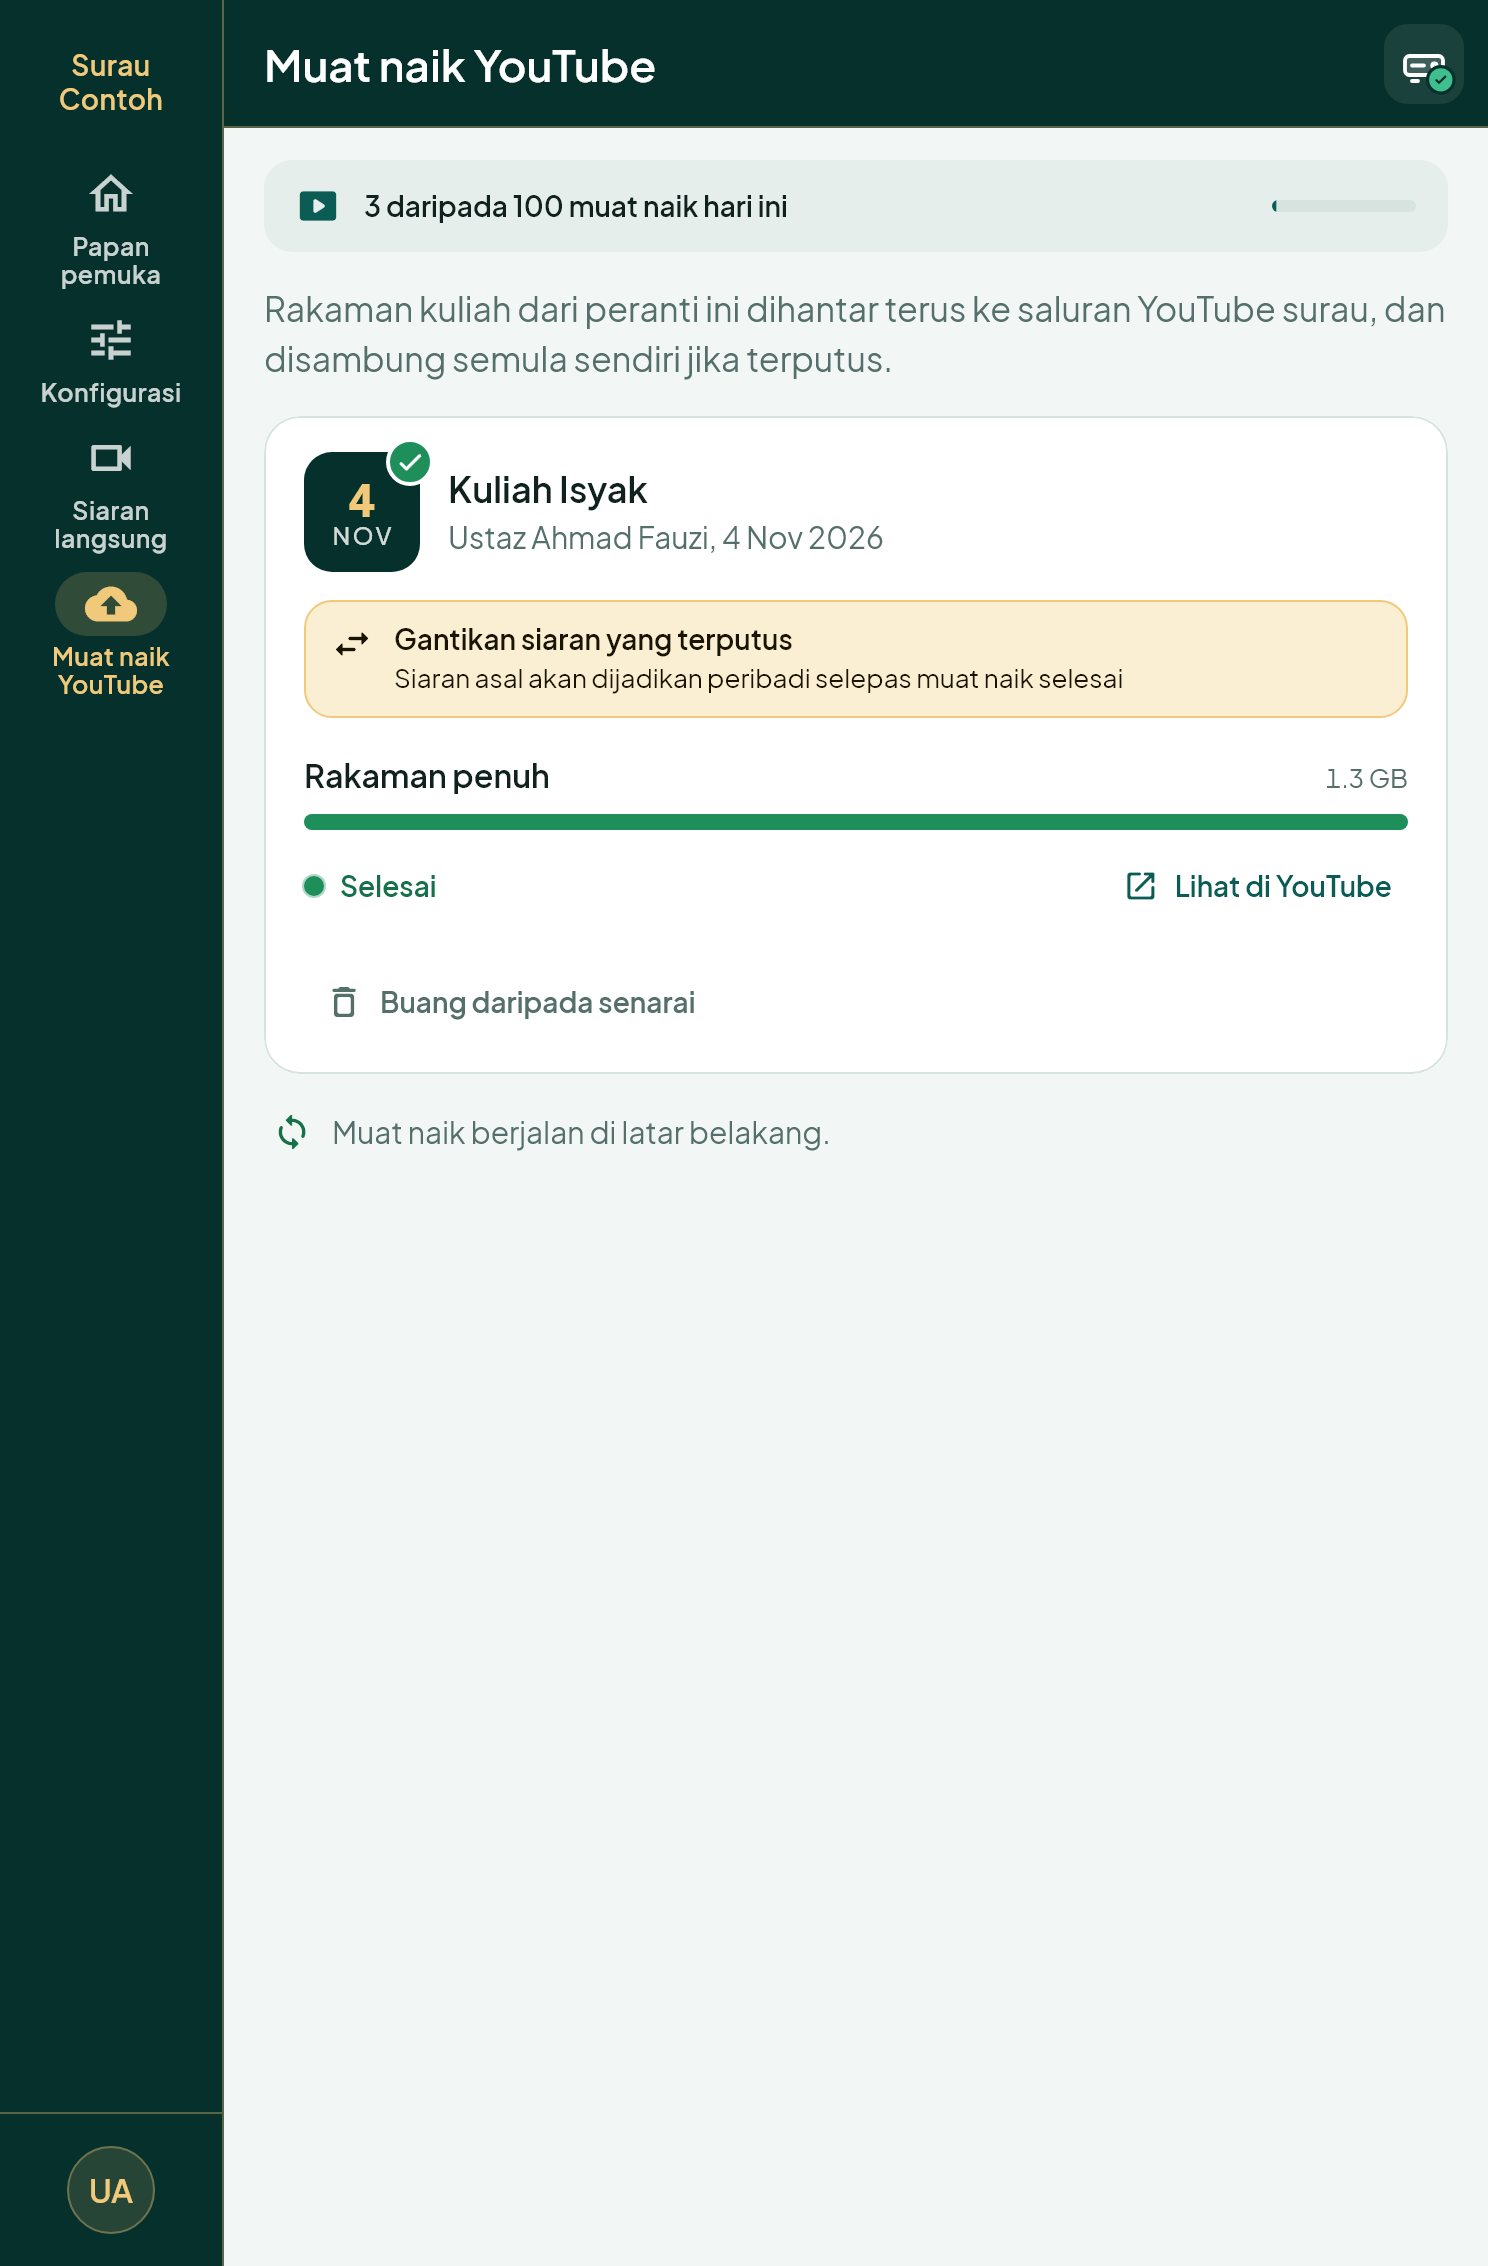 Surau
Contoh
Papan
pemuka
Konfigurasi
Siaran
langsung
Muat naik
YouTube
UA
Muat naik YouTube
3 daripada 100 muat naik hari ini
Rakaman kuliah dari peranti ini dihantar terus ke saluran YouTube surau, dan
disambung semula sendiri jika terputus.
4
NOV
Kuliah Isyak
Ustaz Ahmad Fauzi, 4 Nov 2026
Gantikan siaran yang terputus
Siaran asal akan dijadikan peribadi selepas muat naik selesai
Rakaman penuh
1.3 GB
Selesai
Lihat di YouTube
Buang daripada senarai
Muat naik berjalan di latar belakang.